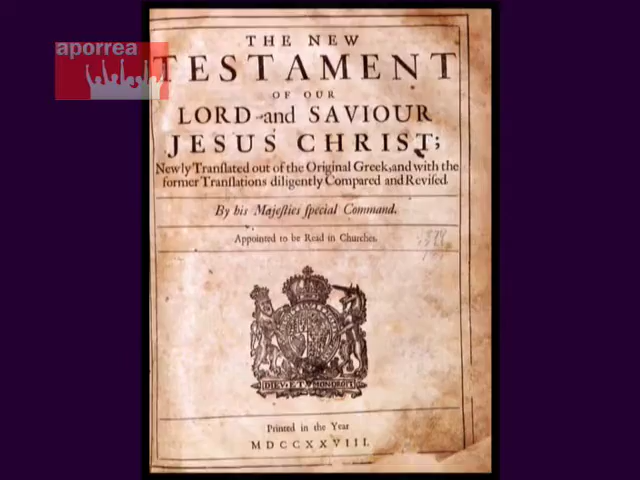 aporrea
THE NEW
TESTAMENT
OF OUR
LORD and SAVIOUR
JESUS CHRIST;
Newly Tranſlated out of the Original Greek, and with the
former Tranſlations diligently Compared and Reviſed
By his Majeſties ſpecial Command.
Appointed to be Read in Churches.
DIEV·ET MON DROIT
Printed in the Year
MDCCXXVIII.